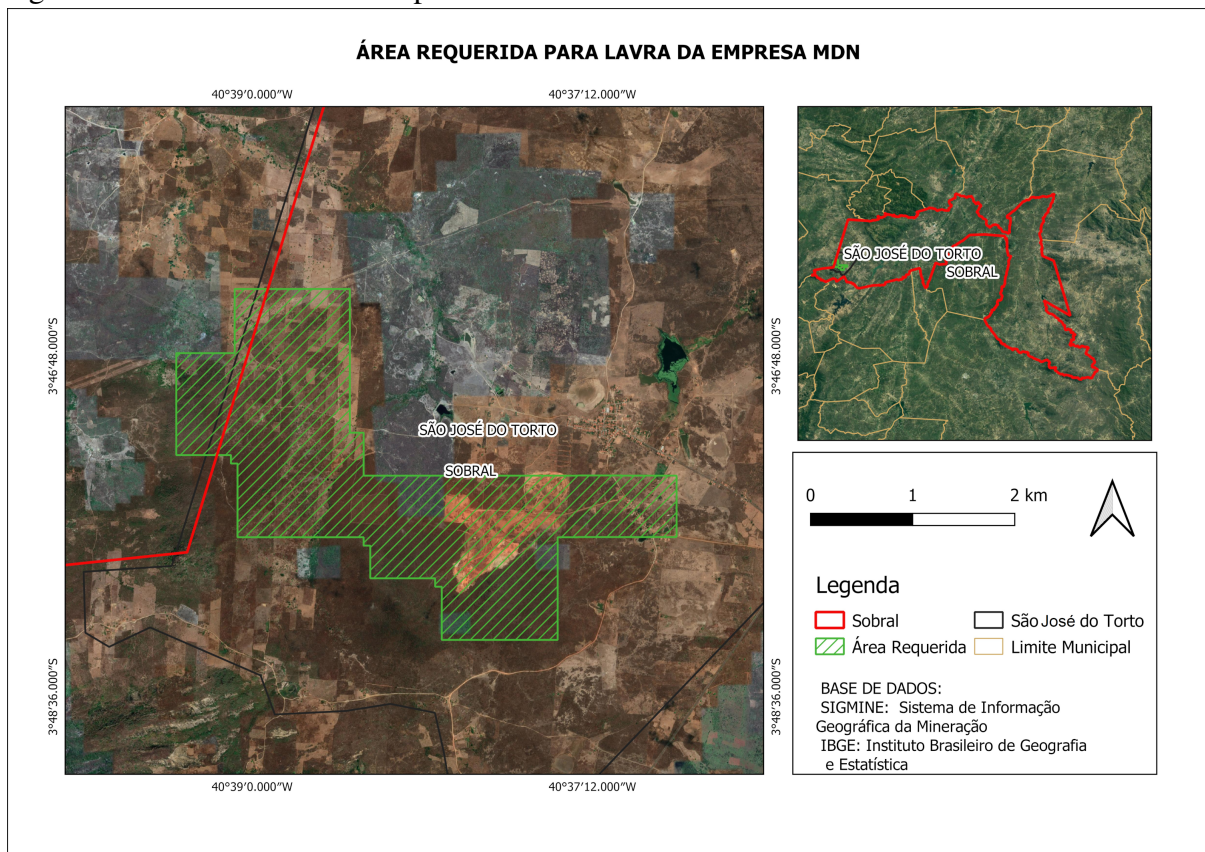 ÁREA REQUERIDA PARA LAVRA DA EMPRESA MDN
40°39′0.000″W
40°37′12.000″W
3°46′48.000″S
3°46′48.000″S
SÃO JOSÉ DO TORTO
SOBRAL
3°48′36.000″S
3°48′36.000″S
40°39′0.000″W
40°37′12.000″W
SÃO JOSÉ DO TORTO
SOBRAL
0 1 2 km
Legenda
Sobral
São José do Torto
Área Requerida
Limite Municipal
BASE DE DADOS:
SIGMINE: Sistema de Informação
Geográfica da Mineração
IBGE: Instituto Brasileiro de Geografia
e Estatística